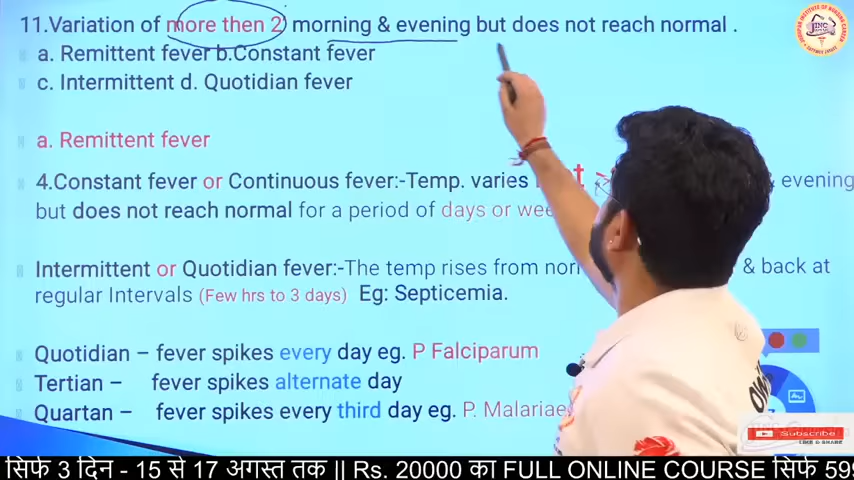 11.Variation of more then 2˚ morning & evening but does not reach normal .
a. Remittent fever b.Constant fever
c. Intermittent d. Quotidian fever
a. Remittent fever
4.Constant fever or Continuous fever:-Temp. varies & evening
but does not reach normal for a period of days or
Intermittent or Quotidian fever:-The temp rises from & back at
regular Intervals (Few hrs to 3 days) Eg: Septicemia.
Quotidian – fever spikes every day eg. P Falciparum
Tertian – fever spikes alternate day
Quartan – fever spikes every third day eg. P. Malariae
Subscribe
LIKE & SHARE
सिर्फ 3 दिन - 15 से 17 अगस्त तक || Rs. 20000 का FULL ONLINE COURSE सिर्फ 599